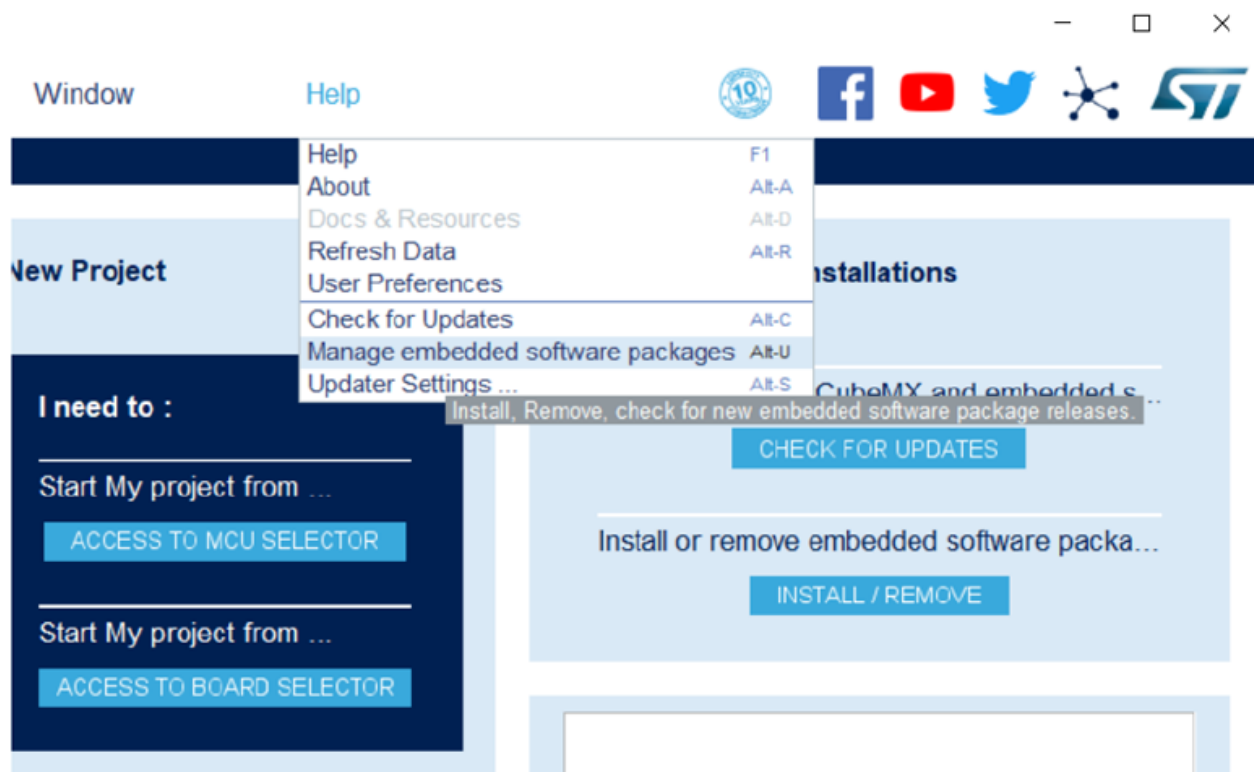 Window Help
10
ST
Help F1
About Alt-A
Docs & Resources Alt-D
Refresh Data Alt-R
User Preferences
Check for Updates Alt-C
Manage embedded software packages Alt-U
Updater Settings ... Alt-S
Install, Remove, check for new embedded software package releases.
New Project
I need to :
Start My project from ...
ACCESS TO MCU SELECTOR
Start My project from ...
ACCESS TO BOARD SELECTOR
nstallations
CubeMX and embedded s...
CHECK FOR UPDATES
Install or remove embedded software packa...
INSTALL / REMOVE